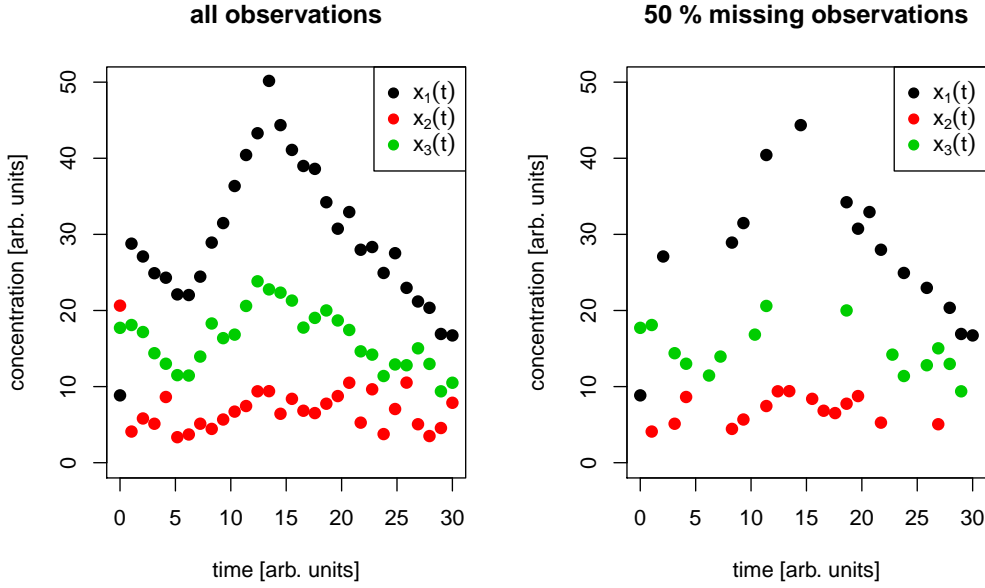 all observations
50
40
30
20
10
0
0 5 10 15 20 25 30
concentration [arb. units]
time [arb. units]
x1(t)
x2(t)
x3(t)
50 % missing observations
50
40
30
20
10
0
0 5 10 15 20 25 30
concentration [arb. units]
time [arb. units]
x1(t)
x2(t)
x3(t)